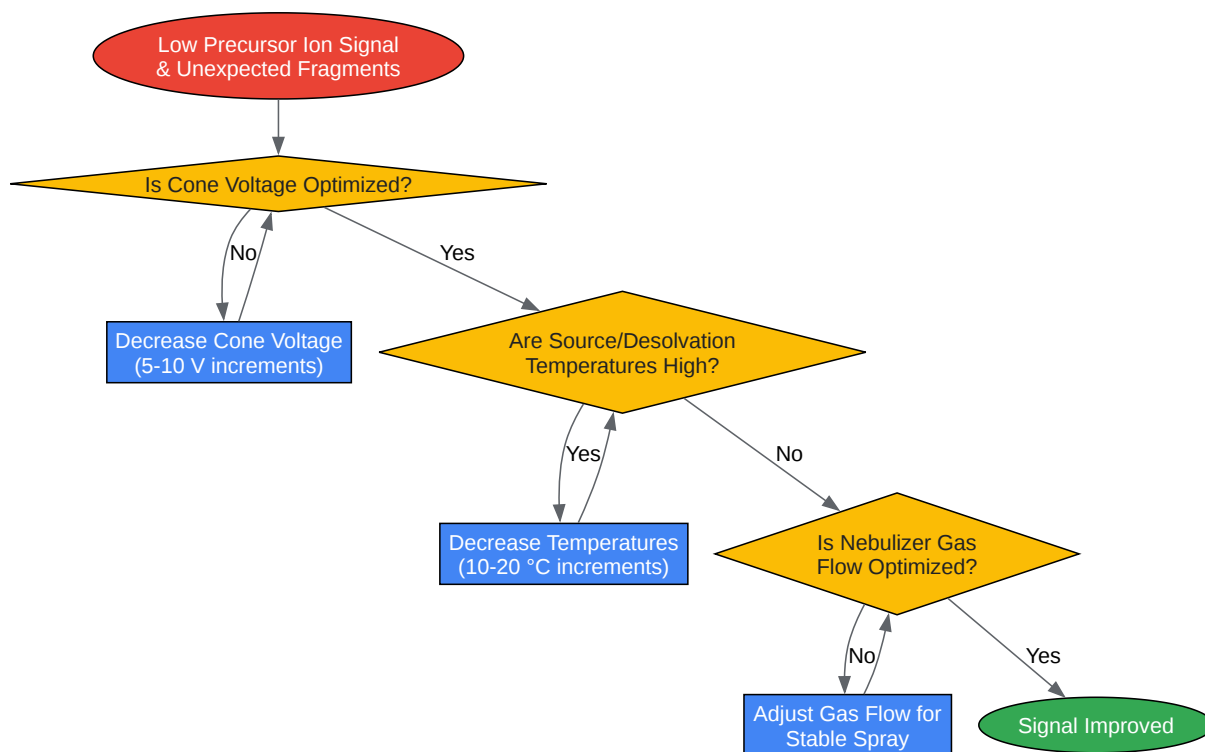 Low Precursor Ion Signal
& Unexpected Fragments
Is Cone Voltage Optimized?
No
Yes
Decrease Cone Voltage
(5-10 V increments)
Are Source/Desolvation
Temperatures High?
Yes
No
Decrease Temperatures
(10-20 °C increments)
Is Nebulizer Gas
Flow Optimized?
No
Yes
Adjust Gas Flow for
Stable Spray
Signal Improved